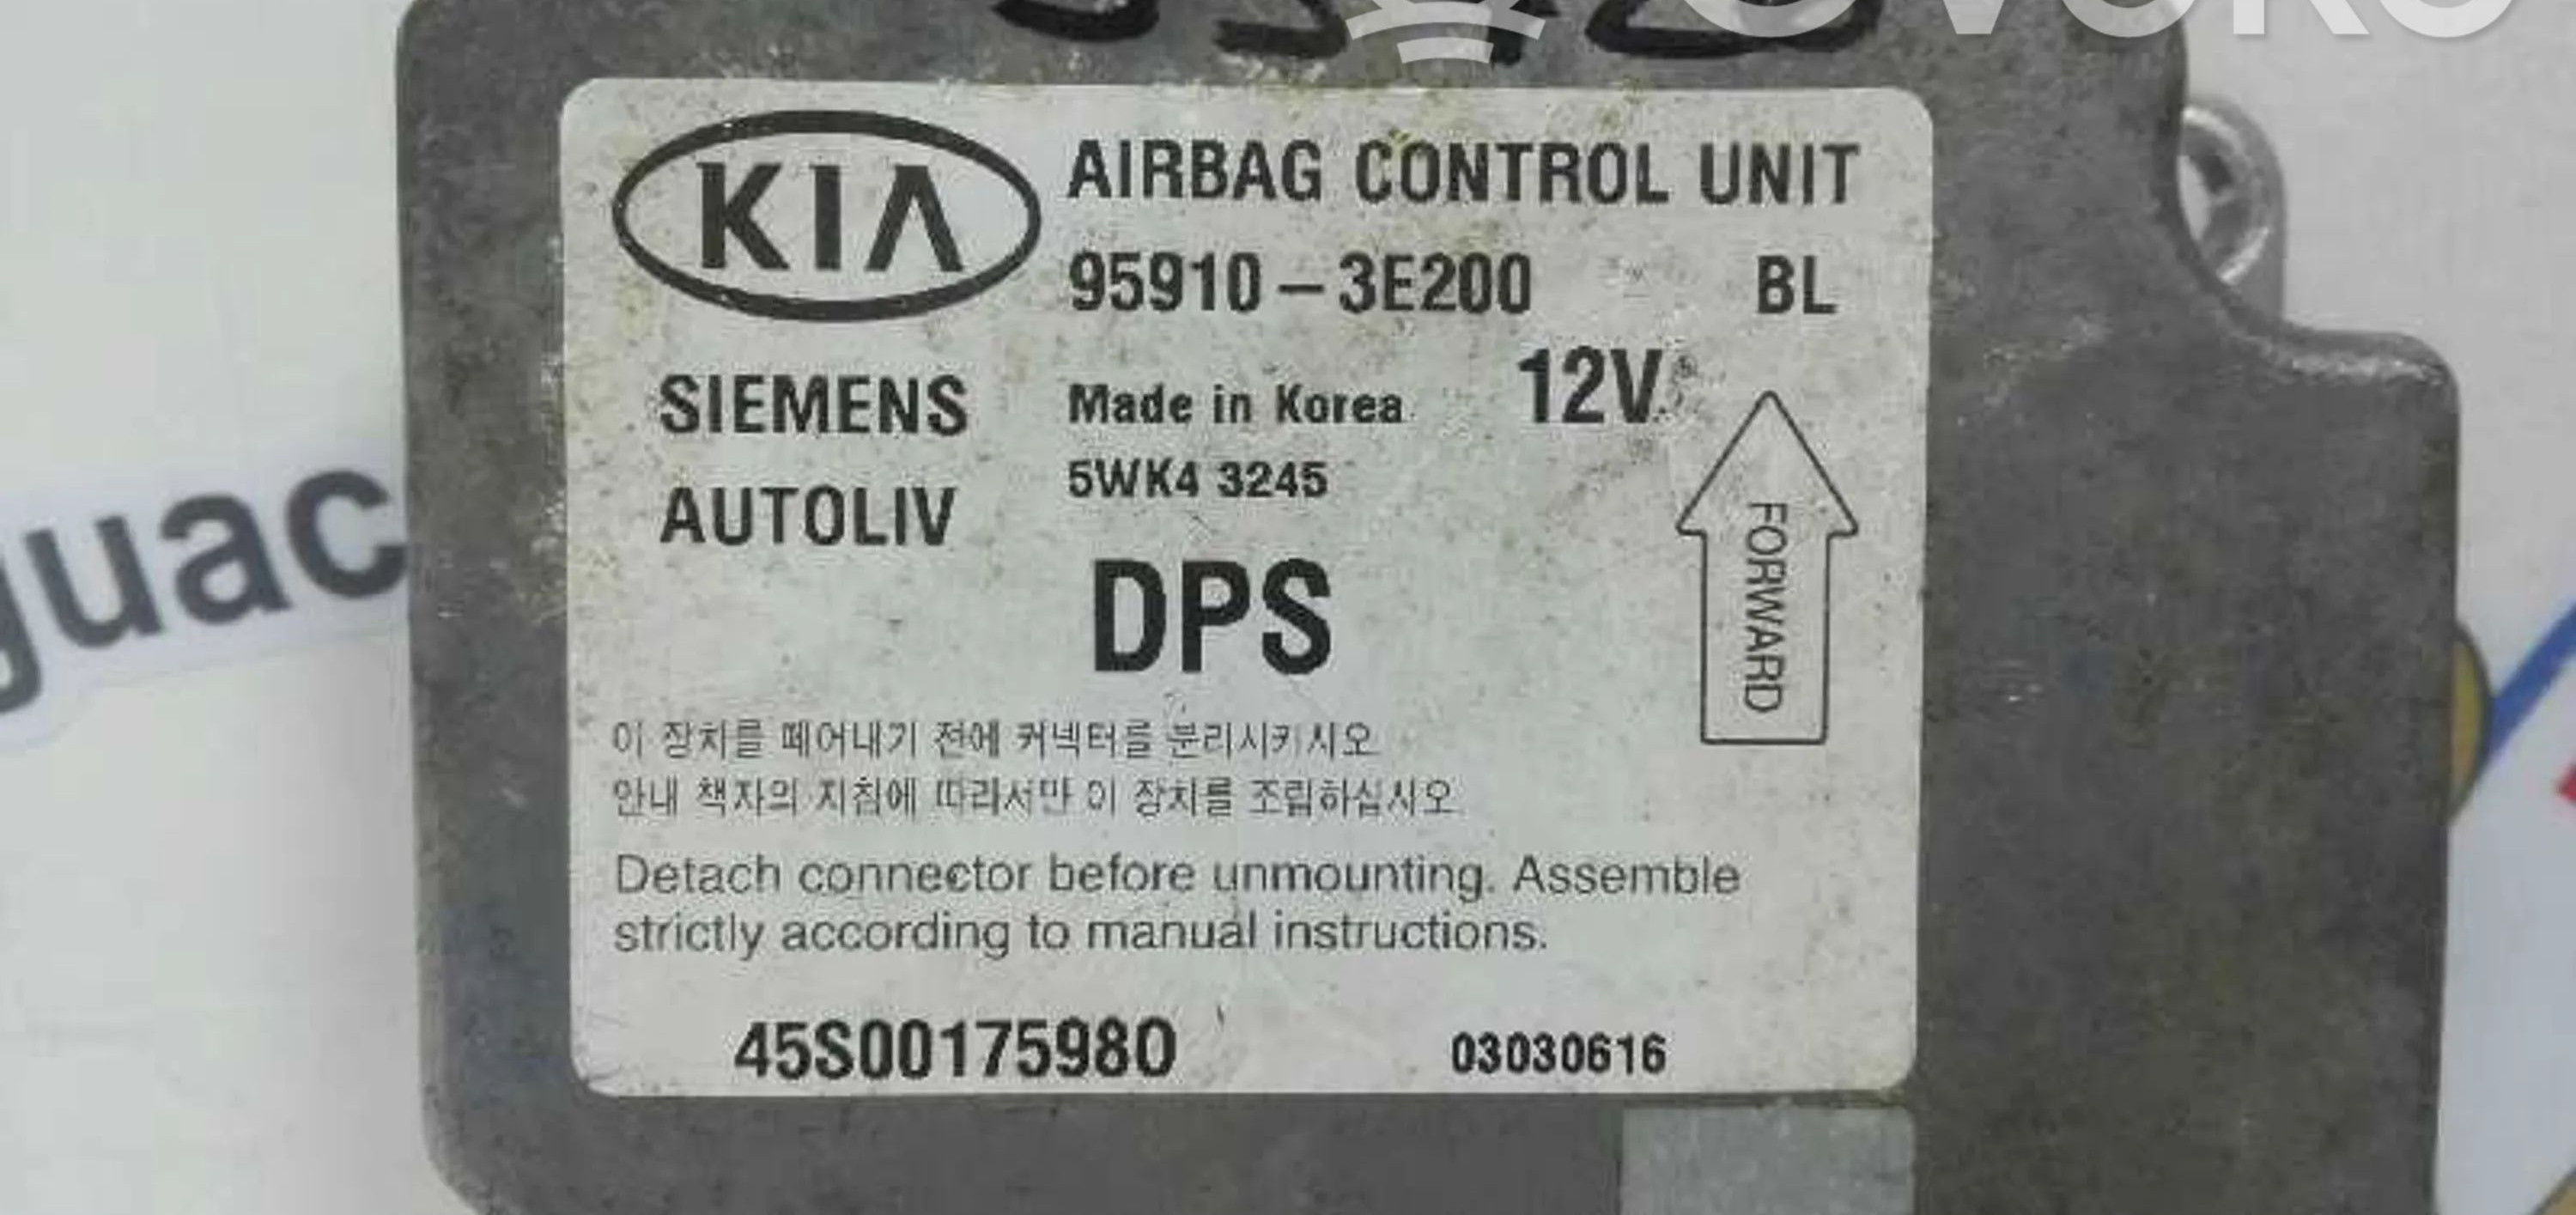 KIA
AIRBAG CONTROL UNIT
95910-3E200 BL
SIEMENS
AUTOLIV
Made in Korea 12V
5WK4 3245
DPS
FORWARD
이 장치를 떼어내기 전에 커넥터를 분리시키시오
안내 책자의 지침에 따라서만 이 장치를 조립하십시오
Detach connector before unmounting. Assemble
strictly according to manual instructions.
45S00175980 03030616